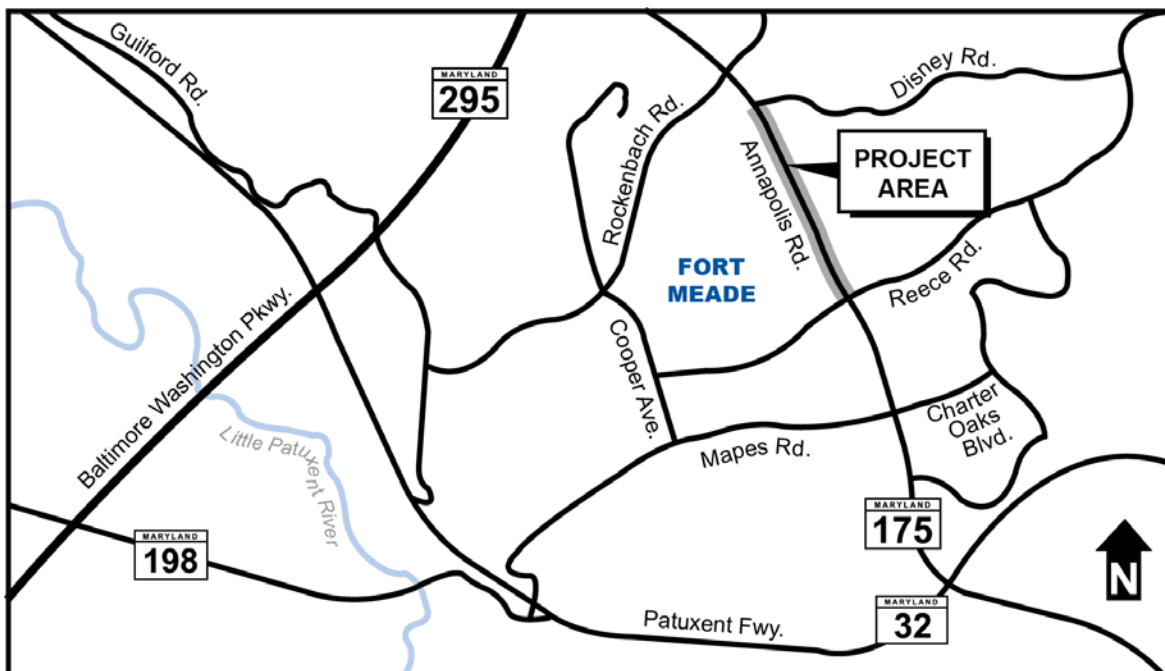 Guilford Rd.
MARYLAND
295
Disney Rd.
Rockenbach Rd.
Annapolis Rd.
PROJECT
AREA
FORT
MEADE
Reece Rd.
Baltimore Washington Pkwy.
Cooper Ave.
Charter
Oaks
Blvd.
Little Patuxent River
Mapes Rd.
MARYLAND
175
MARYLAND
198
N
MARYLAND
32
Patuxent Fwy.